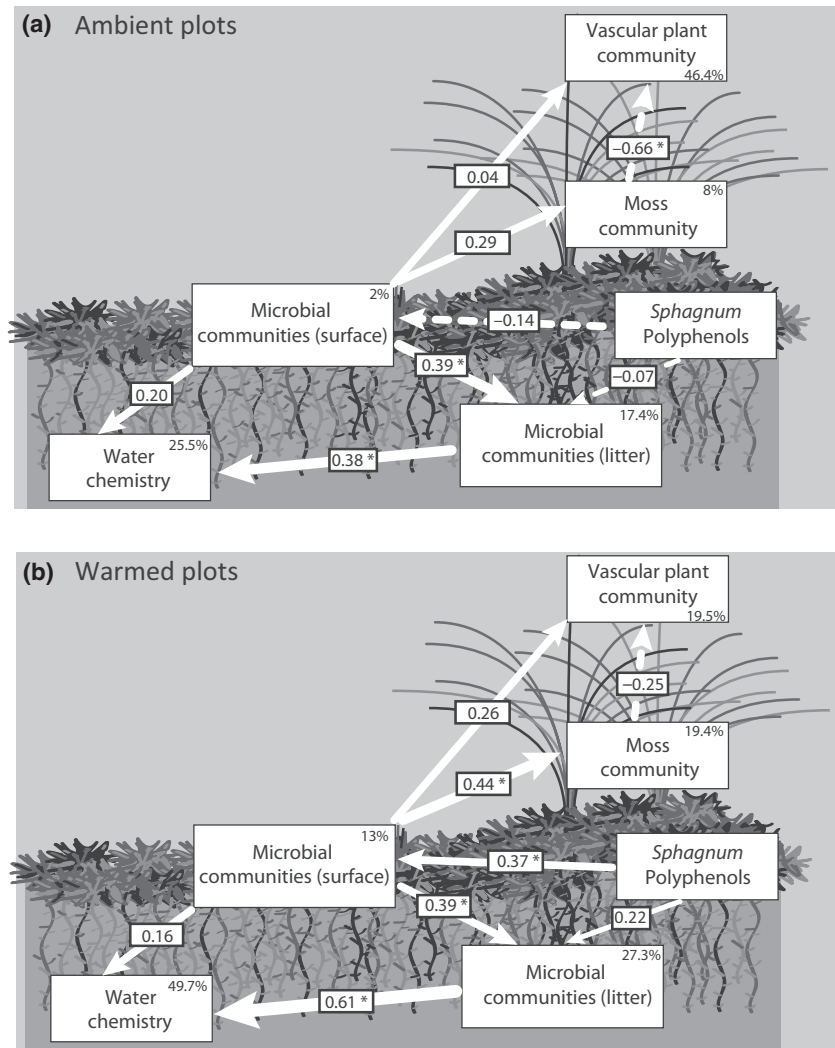 (a) Ambient plots
Vascular plant
community
46.4%
–0.66 *
0.04
8%
Moss
community
0.29
2%
Microbial
communities (surface)
–0.14
Sphagnum
Polyphenols
0.39 *
–0.07
0.20
17.4%
Microbial
communities (litter)
25.5%
Water
chemistry
0.38 *
(b) Warmed plots
Vascular plant
community
19.5%
–0.25
0.26
19.4%
Moss
community
0.44 *
13%
Microbial
communities (surface)
0.37 *
Sphagnum
Polyphenols
0.39 *
0.22
0.16
27.3%
Microbial
communities (litter)
49.7%
Water
chemistry
0.61 *